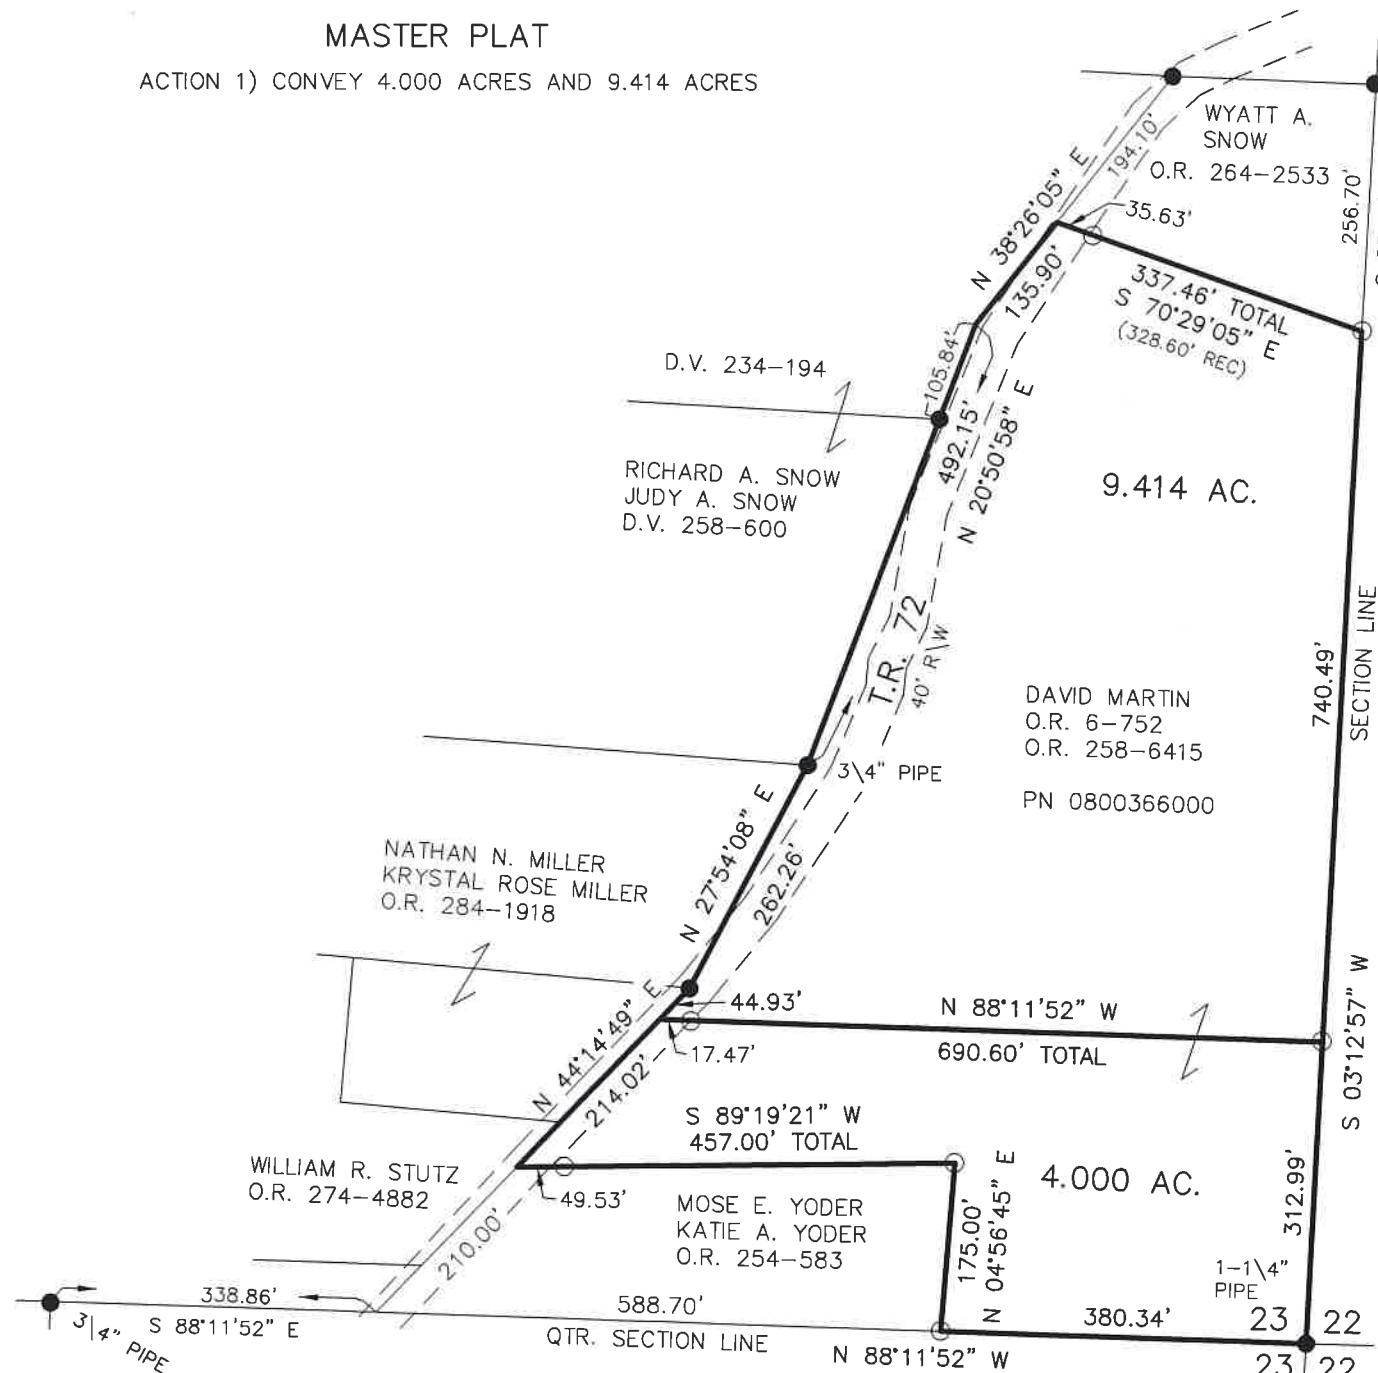 MASTER PLAT
ACTION 1) CONVEY 4.000 ACRES AND 9.414 ACRES
WYATT A.
SNOW
O.R. 264-2533
194.10'
256.70'
N 38°26'05" E
35.63'
135.90'
337.46' TOTAL
S 70°29'05" E
(328.60' REC)
D.V. 234-194
105.84'
492.15'
N 20°50'58" E
RICHARD A. SNOW
JUDY A. SNOW
D.V. 258-600
9.414 AC.
T.R. 72
40' R\W
740.49'
SECTION LINE
DAVID MARTIN
O.R. 6-752
O.R. 258-6415
PN 0800366000
3\4" PIPE
N 27°54'08" E
262.26'
NATHAN N. MILLER
KRYSTAL ROSE MILLER
O.R. 284-1918
44.93'
N 88°11'52" W
690.60' TOTAL
17.47'
N 44°14'49" E
214.02'
S 03°12'57" W
S 89°19'21" W
457.00' TOTAL
WILLIAM R. STUTZ
O.R. 274-4882
49.53'
MOSE E. YODER
KATIE A. YODER
O.R. 254-583
210.00'
175.00'
N 04°56'45" E
4.000 AC.
312.99'
1-1\4"
PIPE
338.86'
S 88°11'52" E
3|4" PIPE
588.70'
QTR. SECTION LINE
380.34'
N 88°11'52" W
23 22
23 22